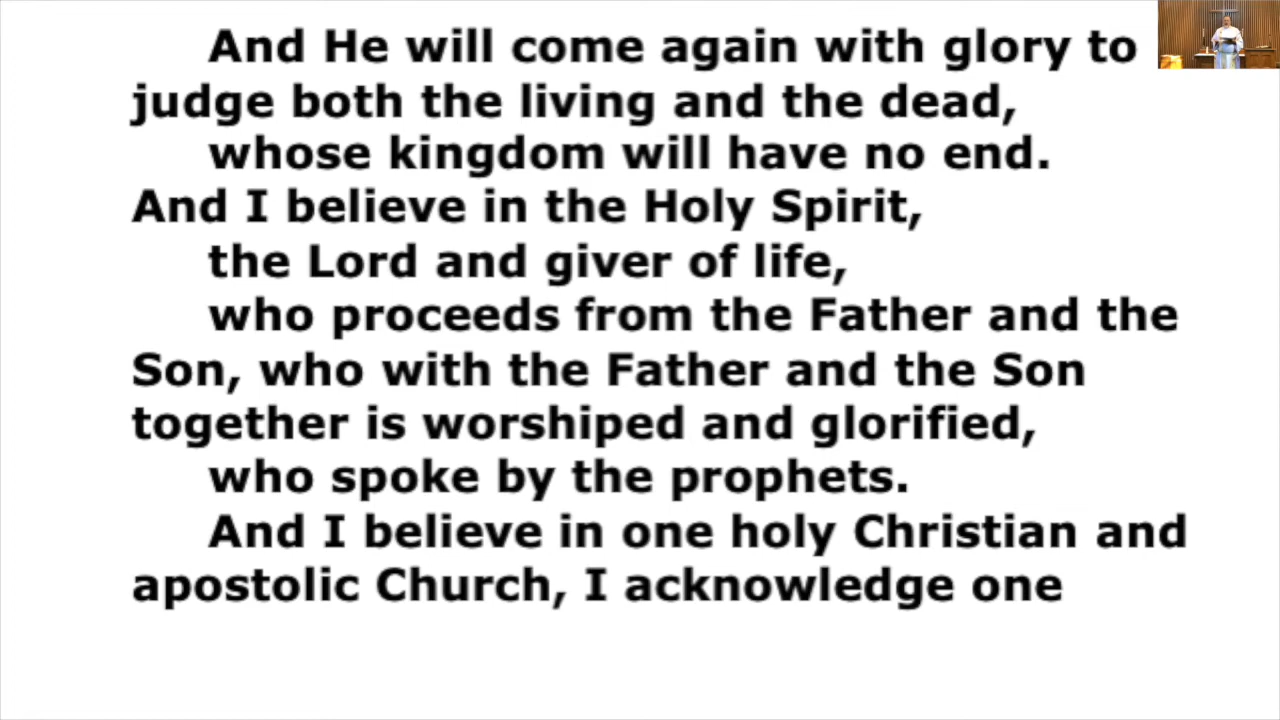 And He will come again with glory to
judge both the living and the dead,
whose kingdom will have no end.
And I believe in the Holy Spirit,
the Lord and giver of life,
who proceeds from the Father and the
Son, who with the Father and the Son
together is worshiped and glorified,
who spoke by the prophets.
And I believe in one holy Christian and
apostolic Church, I acknowledge one